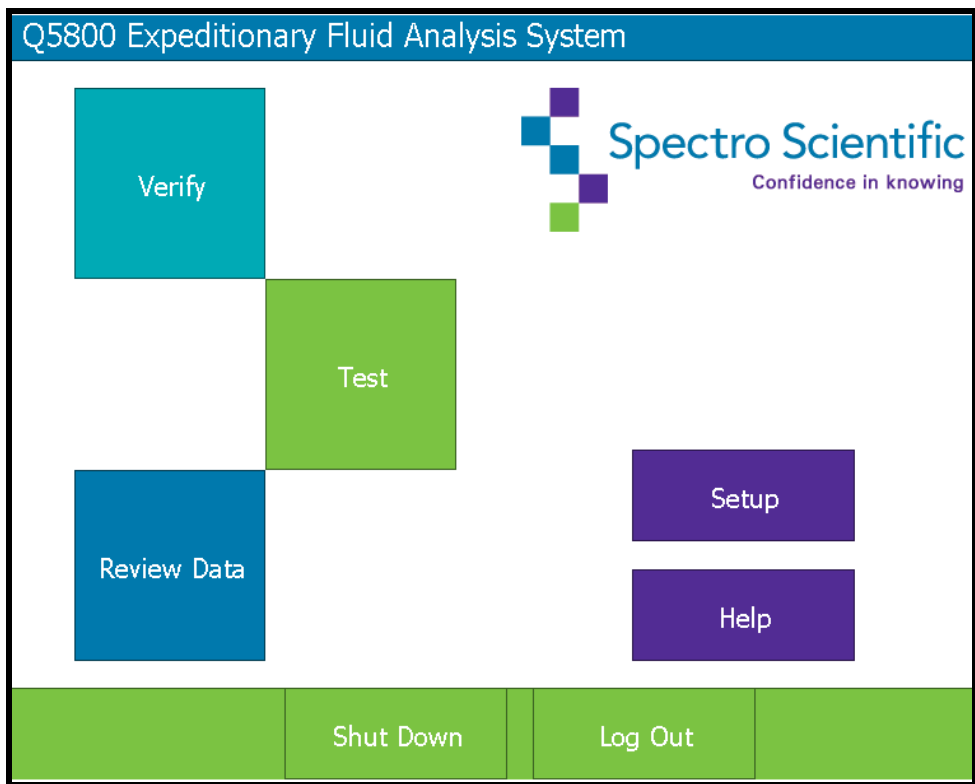 Q5800 Expeditionary Fluid Analysis System
Verify
Spectro Scientific
Confidence in knowing
Test
Setup
Review Data
Help
Shut Down
Log Out